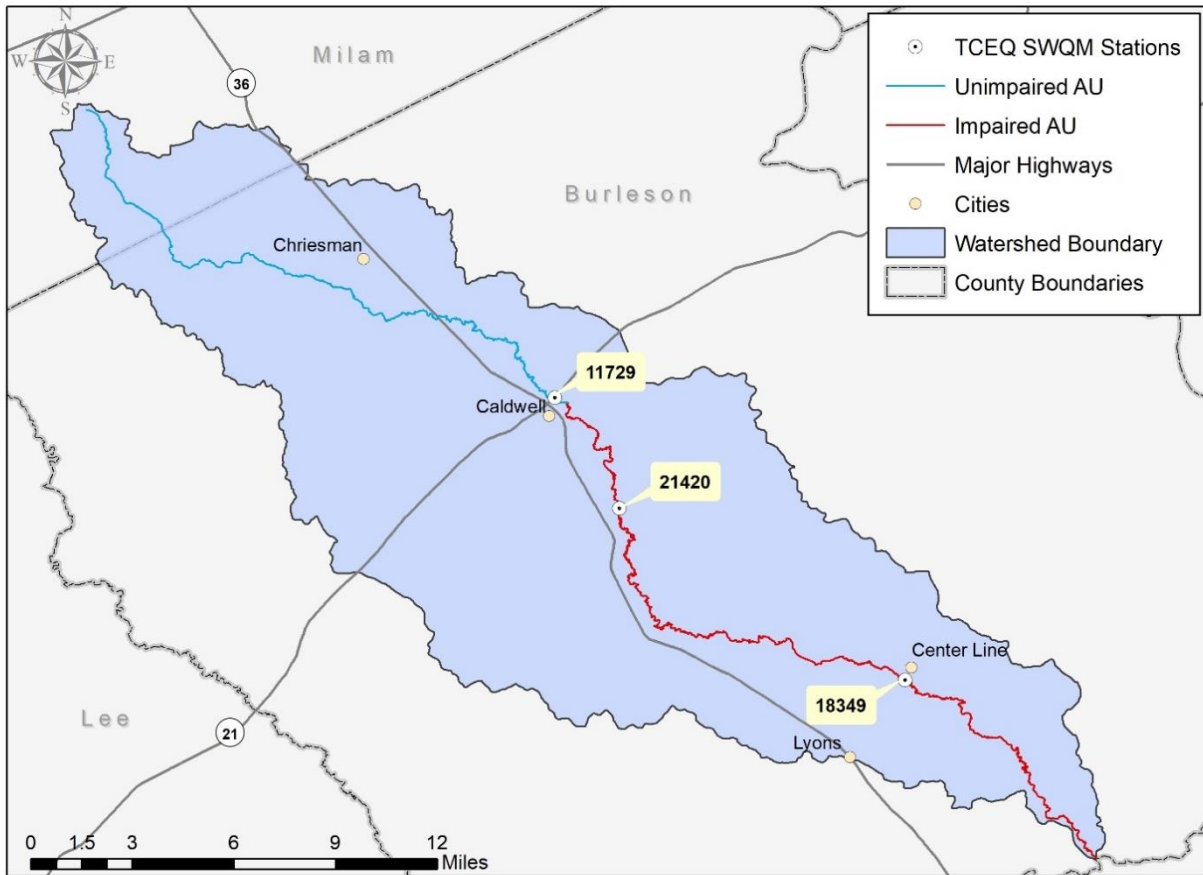 N
W E
S
Milam
36
Burleson
Chriesman
11729
Caldwell
21420
Center Line
18349
Lyons
Lee
21
0 1.5 3 6 9 12
Miles
TCEQ SWQM Stations
Unimpaired AU
Impaired AU
Major Highways
Cities
Watershed Boundary
County Boundaries